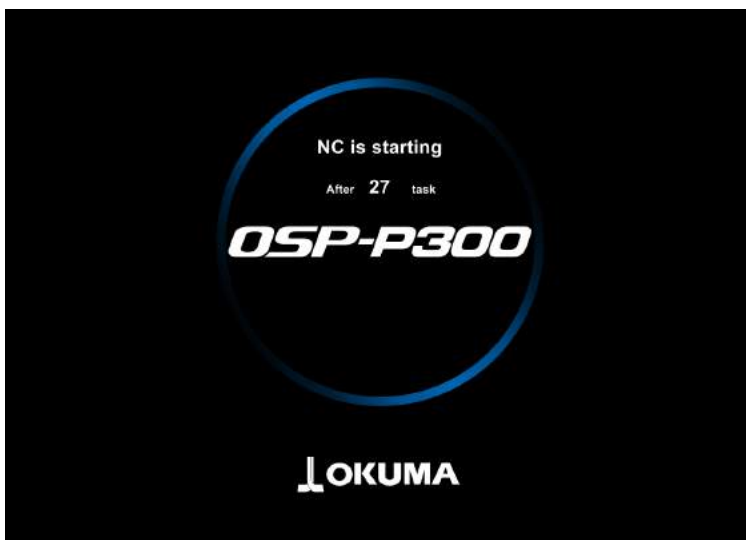 NC is starting
After 27 task
OSP-P300
OKUMA